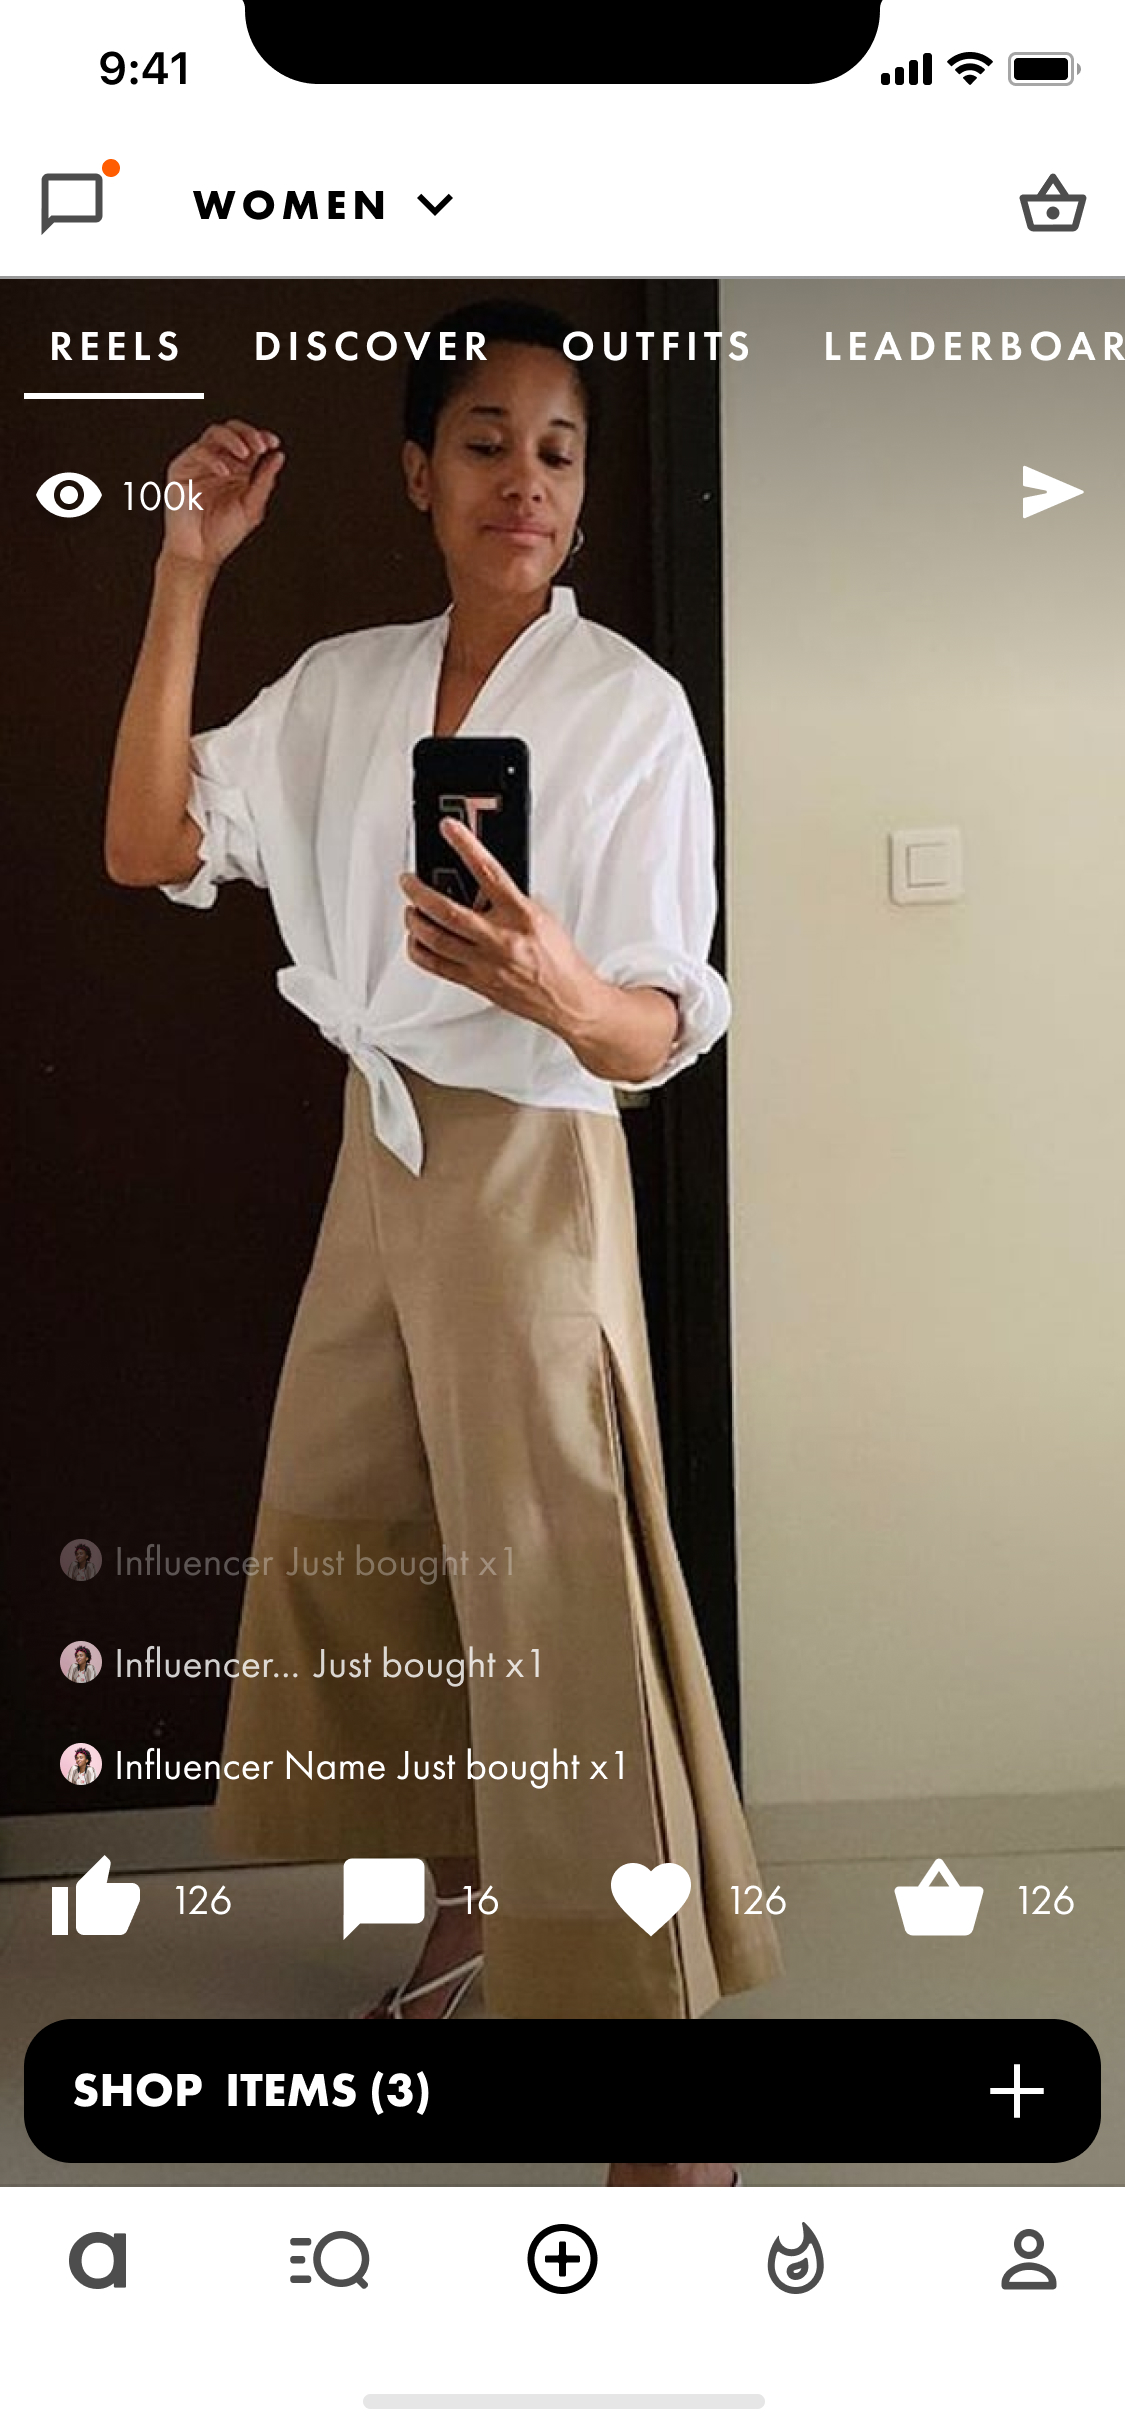 9:41
WOMEN
REELS DISCOVER OUTFITS LEADERBOAR
100k
Influencer Just bought x1
Influencer... Just bought x1
Influencer Name Just bought x1
126 16 126 126
SHOP ITEMS (3)
a